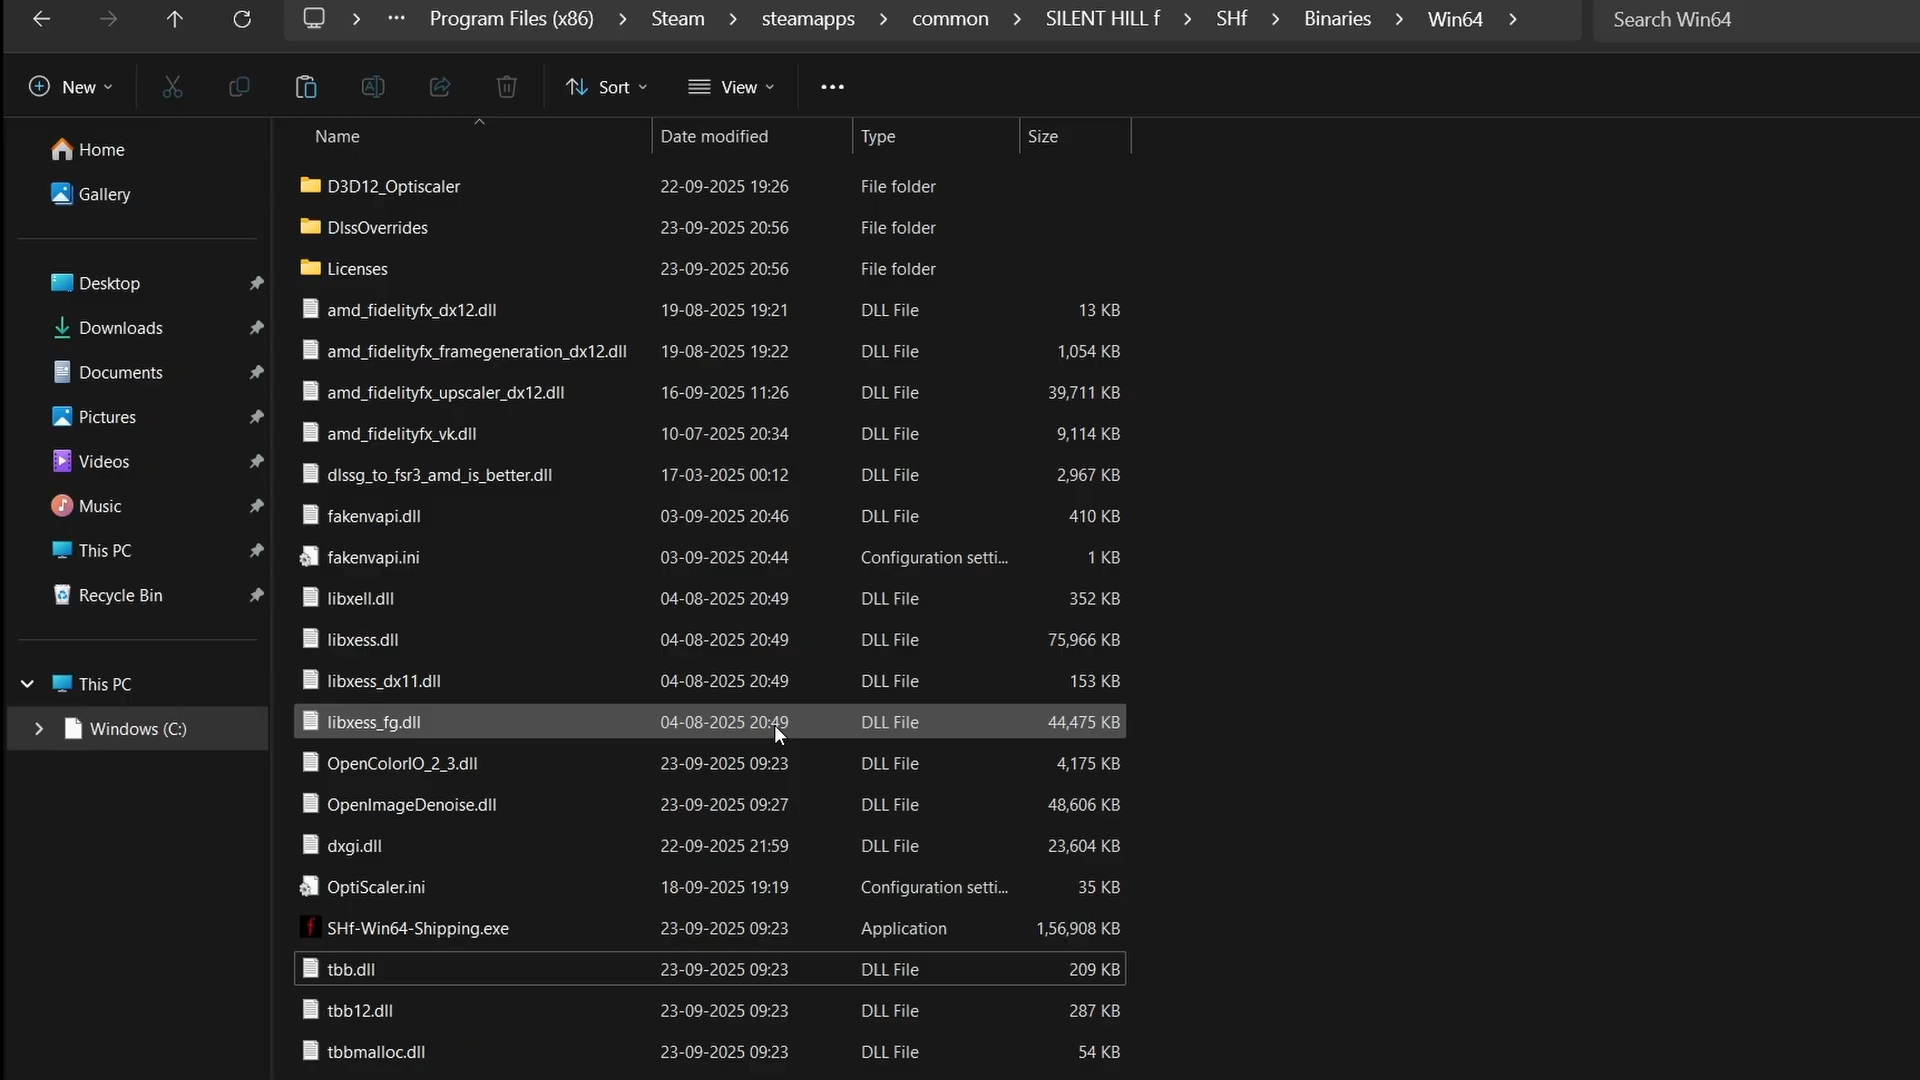 Program Files (x86) > Steam > steamapps > common > SILENT HILL f > SHf > Binaries > Win64 >
Search Win64
New
Sort
View
Name Date modified Type Size
Home
Gallery
Desktop
Downloads
Documents
Pictures
Videos
Music
This PC
Recycle Bin
This PC
Windows (C:)
D3D12_Optiscaler 22-09-2025 19:26 File folder
DlssOverrides 23-09-2025 20:56 File folder
Licenses 23-09-2025 20:56 File folder
amd_fidelityfx_dx12.dll 19-08-2025 19:21 DLL File 13 KB
amd_fidelityfx_framegeneration_dx12.dll 19-08-2025 19:22 DLL File 1,054 KB
amd_fidelityfx_upscaler_dx12.dll 16-09-2025 11:26 DLL File 39,711 KB
amd_fidelityfx_vk.dll 10-07-2025 20:34 DLL File 9,114 KB
dlssg_to_fsr3_amd_is_better.dll 17-03-2025 00:12 DLL File 2,967 KB
fakenvapi.dll 03-09-2025 20:46 DLL File 410 KB
fakenvapi.ini 03-09-2025 20:44 Configuration setti... 1 KB
libxell.dll 04-08-2025 20:49 DLL File 352 KB
libxess.dll 04-08-2025 20:49 DLL File 75,966 KB
libxess_dx11.dll 04-08-2025 20:49 DLL File 153 KB
libxess_fg.dll 04-08-2025 20:49 DLL File 44,475 KB
OpenColorIO_2_3.dll 23-09-2025 09:23 DLL File 4,175 KB
OpenImageDenoise.dll 23-09-2025 09:27 DLL File 48,606 KB
dxgi.dll 22-09-2025 21:59 DLL File 23,604 KB
OptiScaler.ini 18-09-2025 19:19 Configuration setti... 35 KB
SHf-Win64-Shipping.exe 23-09-2025 09:23 Application 1,56,908 KB
tbb.dll 23-09-2025 09:23 DLL File 209 KB
tbb12.dll 23-09-2025 09:23 DLL File 287 KB
tbbmalloc.dll 23-09-2025 09:23 DLL File 54 KB